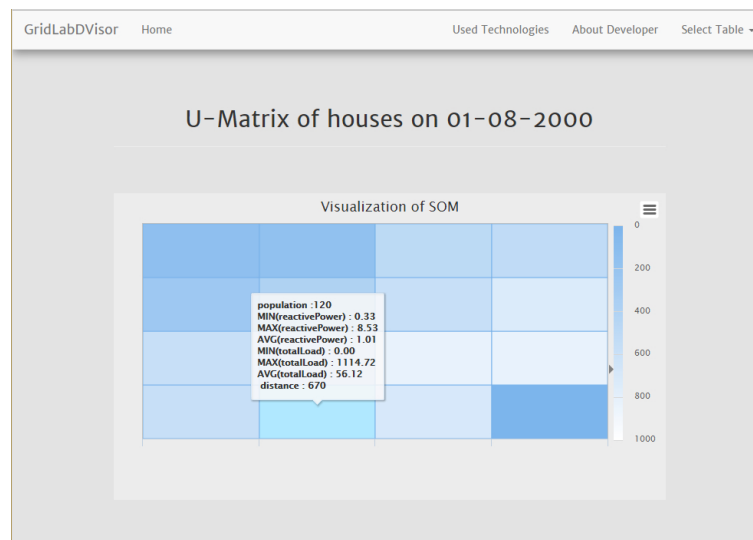 GridLabDVisor Home Used Technologies About Developer Select Table
U-Matrix of houses on 01-08-2000
Visualization of SOM
0
200
400
600
800
1000
population :120
MIN(reactivePower) : 0.33
MAX(reactivePower) : 8.53
AVG(reactivePower) : 1.01
MIN(totalLoad) : 0.00
MAX(totalLoad) : 1114.72
AVG(totalLoad) : 56.12
distance : 670